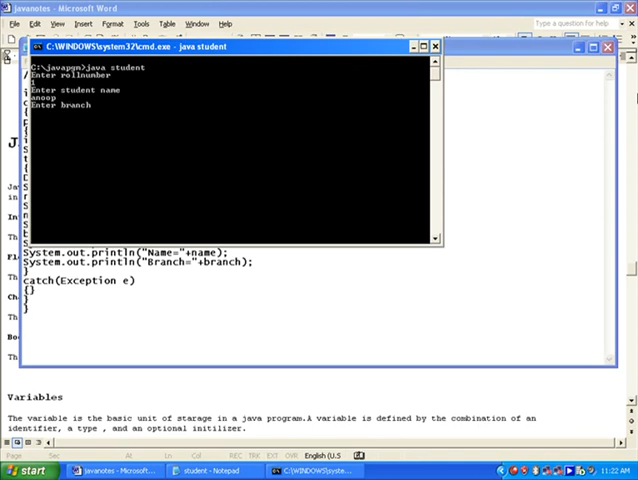 javanotes - Microsoft Word
File Edit View Insert Format Tools Table Window Help
Type a question for help
C:\WINDOWS\system32\cmd.exe - java student
C:\javapgm>java student
Enter rollnumber
1
Enter student name
anoop
Enter branch
System.out.println("Name="+name);
System.out.println("Branch="+branch);
}
catch(Exception e)
{}
}
}
Variables
The variable is the basic unit of starage in a java program.A variable is defined by the combination of an
identifier, a type , and an optional initilizer.
Page Sec At Ln Col REC TRK EXT OVR English (U.S
start
javanotes - Microsoft...
student - Notepad
C:\WINDOWS\syste...
11:22 AM